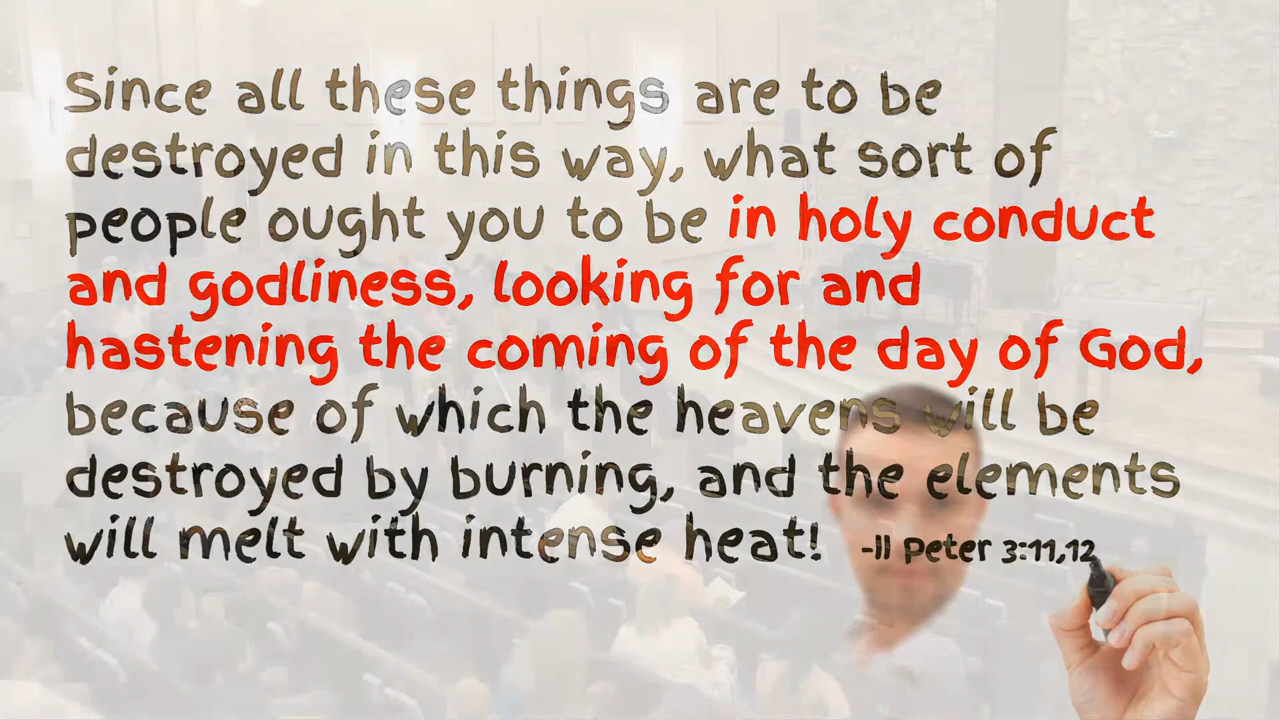 Since all these things are to be
destroyed in this way, what sort of
people ought you to be in holy conduct
and godliness, looking for and
hastening the coming of the day of God,
because of which the heavens will be
destroyed by burning, and the elements
will melt with intense heat! -II Peter 3:11,12